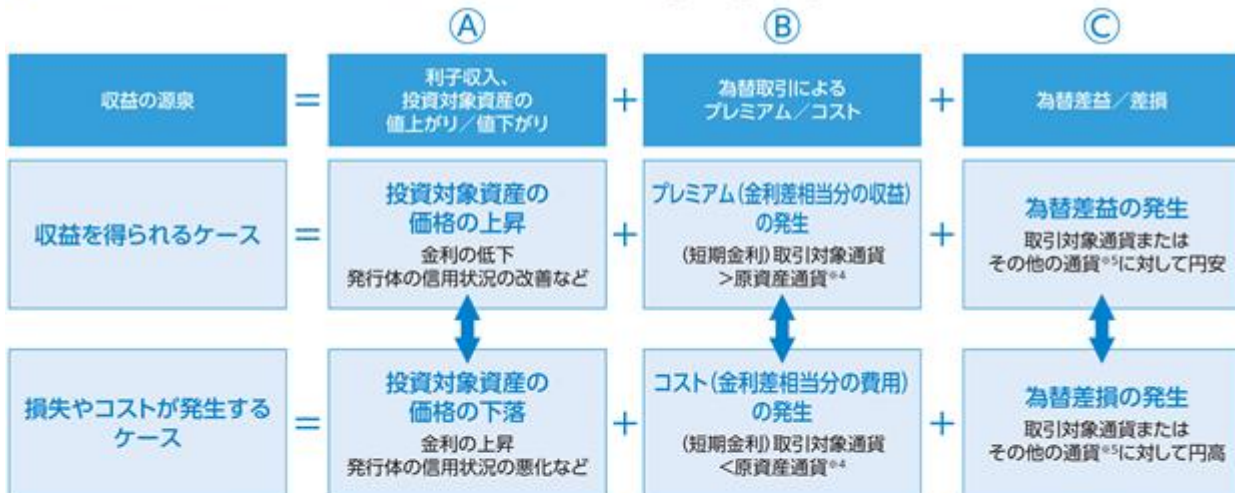 Ⓐ
Ⓑ
Ⓒ
収益の源泉
=
利子収入、
投資対象資産の
値上がり/値下がり
+
為替取引による
プレミアム/コスト
+
為替差益/差損
収益を得られるケース
=
投資対象資産の
価格の上昇
金利の低下
発行体の信用状況の改善など
+
プレミアム(金利差相当分の収益)
の発生
(短期金利)取引対象通貨
>原資産通貨※4
+
為替差益の発生
取引対象通貨または
その他の通貨※5に対して円安
損失やコストが発生する
ケース
=
投資対象資産の
価格の下落
金利の上昇
発行体の信用状況の悪化など
+
コスト(金利差相当分の費用)
の発生
(短期金利)取引対象通貨
<原資産通貨※4
+
為替差損の発生
取引対象通貨または
その他の通貨※5に対して円高